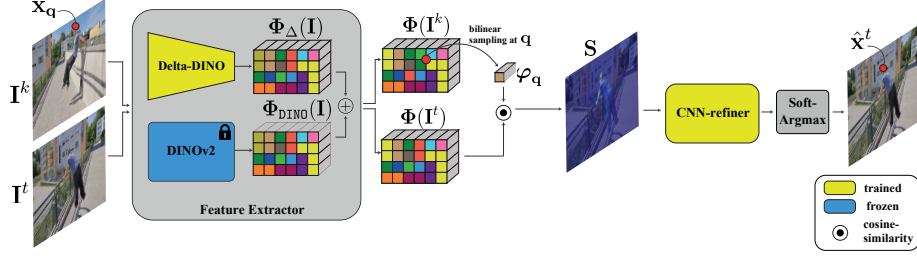 x_q
I^k
I^t
Delta-DINO
DINOv2
Φ_Δ(I)
Φ_DINO(I)
Feature Extractor
Φ(I^k)
Φ(I^t)
bilinear
sampling at q
φ_q
S
CNN-refiner
Soft-
Argmax
x̂^t
trained
frozen
cosine-
similarity